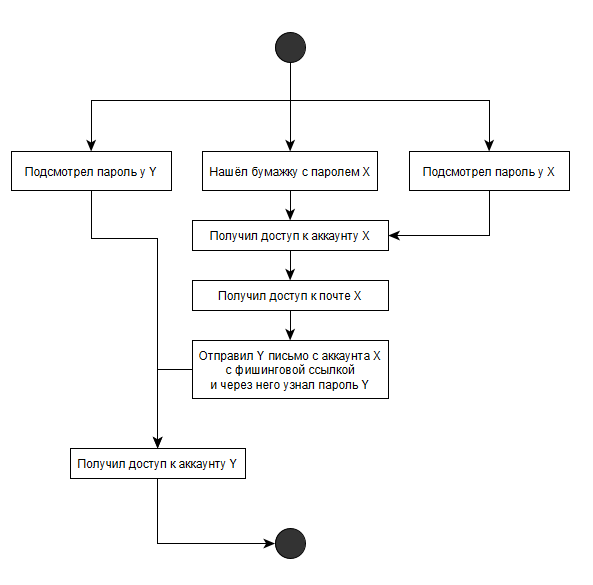 Подсмотрел пароль у Y
Нашёл бумажку с паролем X
Подсмотрел пароль у X
Получил доступ к аккаунту X
Получил доступ к почте X
Отправил Y письмо с аккаунта X
с фишинговой ссылкой
и через него узнал пароль Y
Получил доступ к аккаунту Y